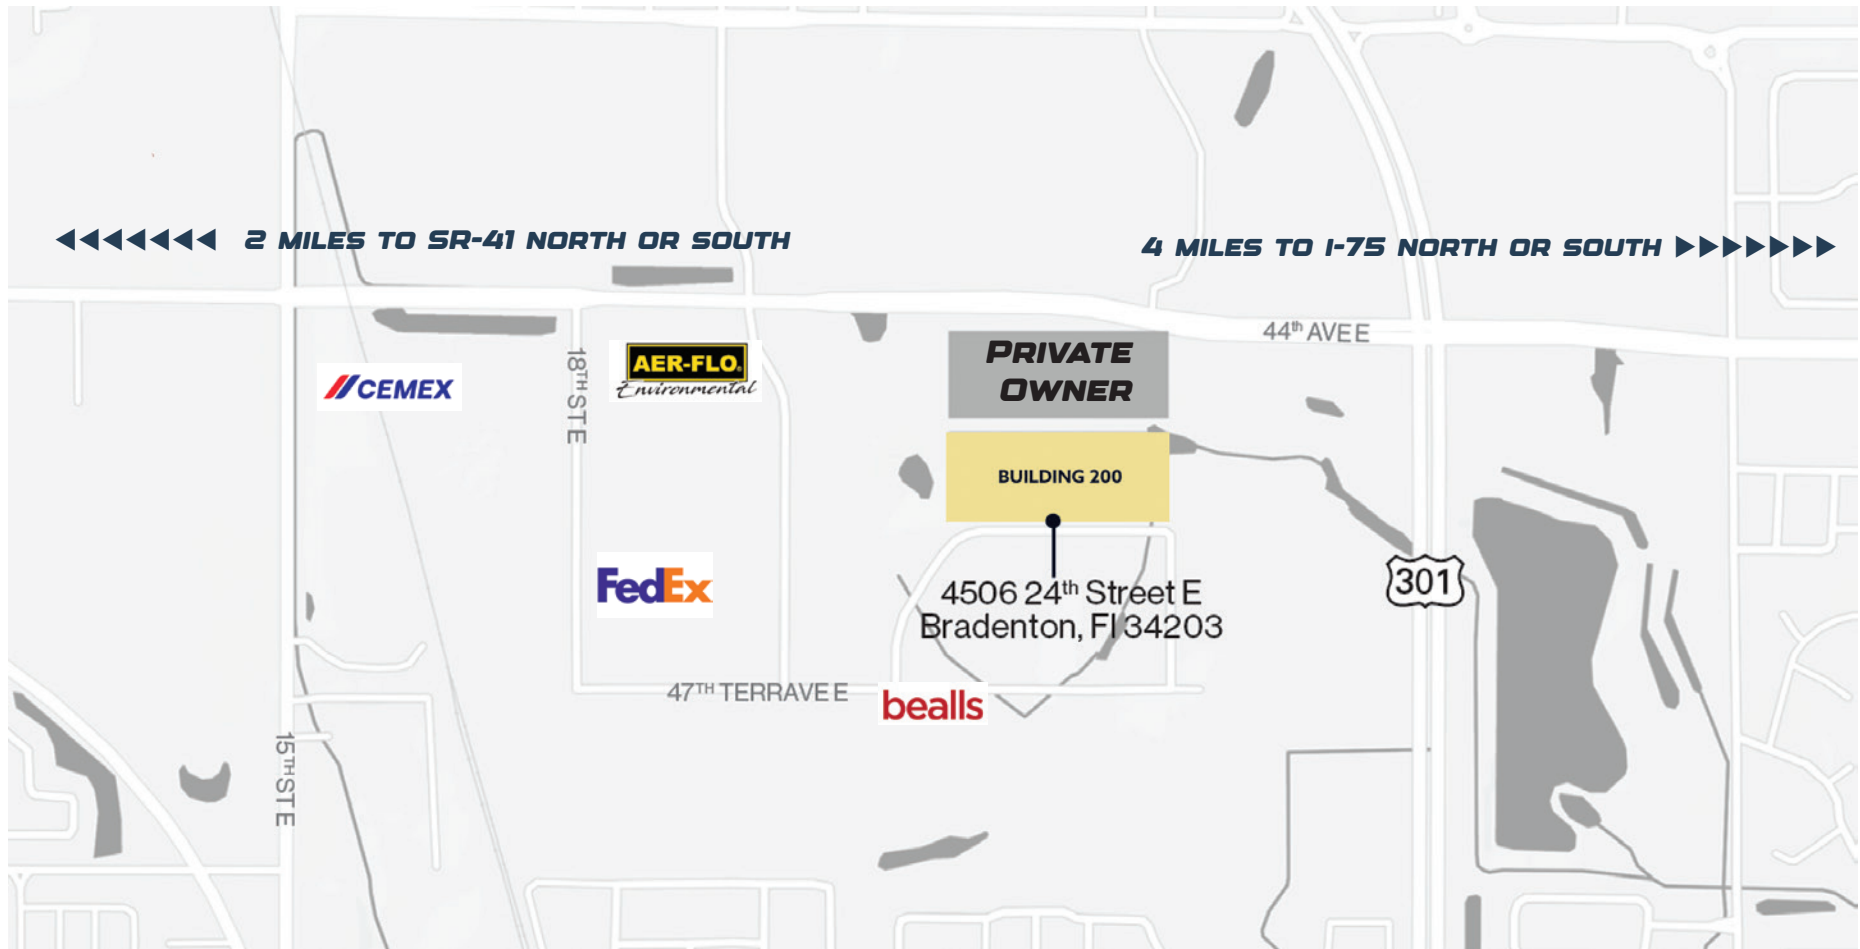 2 MILES TO SR-41 NORTH OR SOUTH
4 MILES TO I-75 NORTH OR SOUTH
44th AVE E
PRIVATE
OWNER
18TH ST E
AER-FLO
Environmental
CEMEX
BUILDING 200
FedEx
4506 24th Street E
Bradenton, Fl 34203
301
47TH TERR AVE E
bealls
15TH ST E